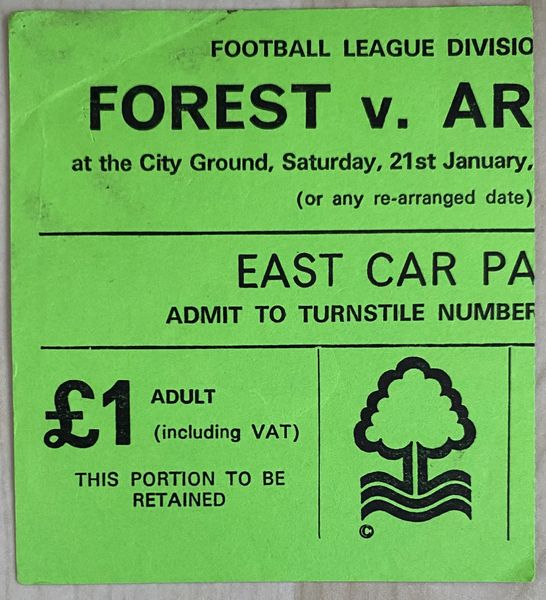 FOOTBALL LEAGUE DIVISIO
FOREST v. AR
at the City Ground, Saturday, 21st January,
(or any re-arranged date)
EAST CAR PA
ADMIT TO TURNSTILE NUMBER
£1 ADULT
(including VAT)
THIS PORTION TO BE
RETAINED
©